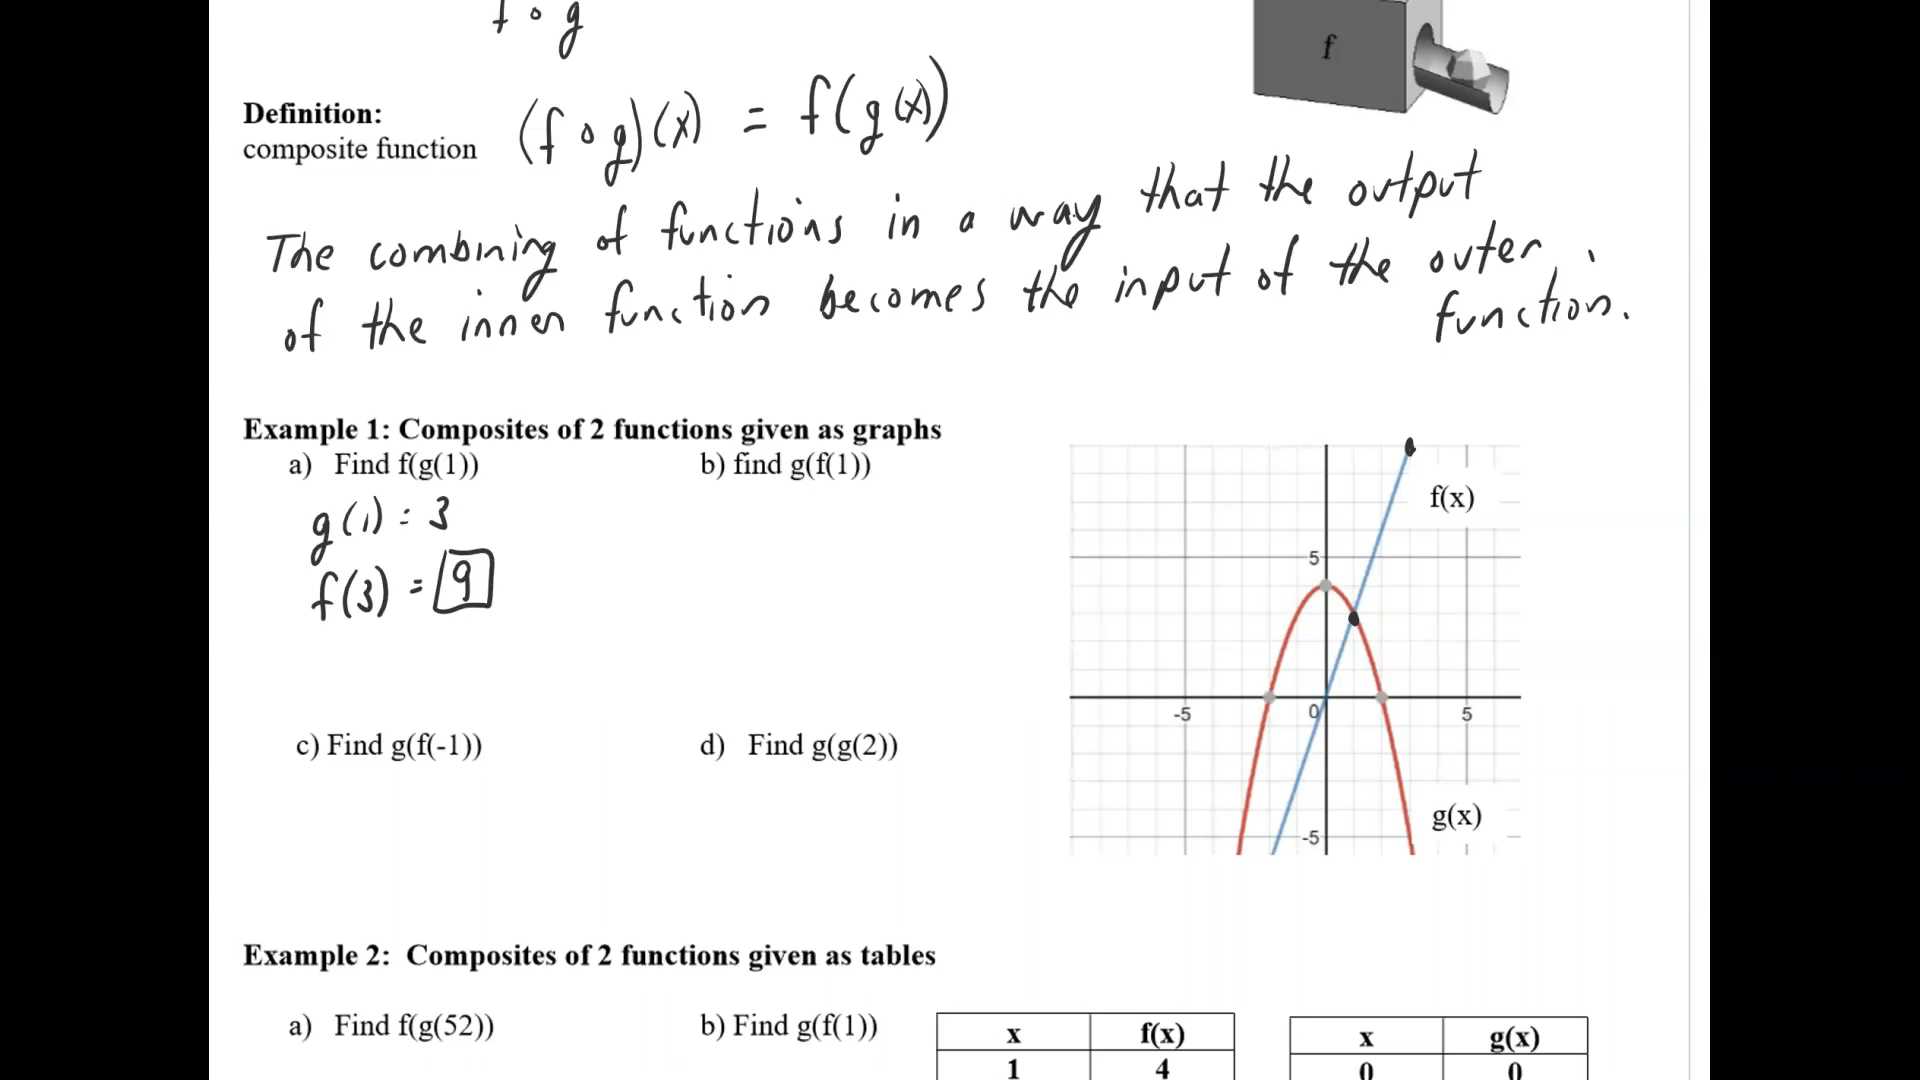 f ∘ g
f
Definition:
composite function
(f ∘ g)(x) = f(g(x))
The combining of functions in a way that the output
of the inner function becomes the input of the outer
function.
Example 1: Composites of 2 functions given as graphs
a) Find f(g(1))
b) find g(f(1))
g(1) = 3
f(3) = 9
c) Find g(f(-1))
d) Find g(g(2))
f(x)
5
-5
0
5
-5
g(x)
Example 2: Composites of 2 functions given as tables
a) Find f(g(52))
b) Find g(f(1))
x f(x)
1 4
x g(x)
0 0